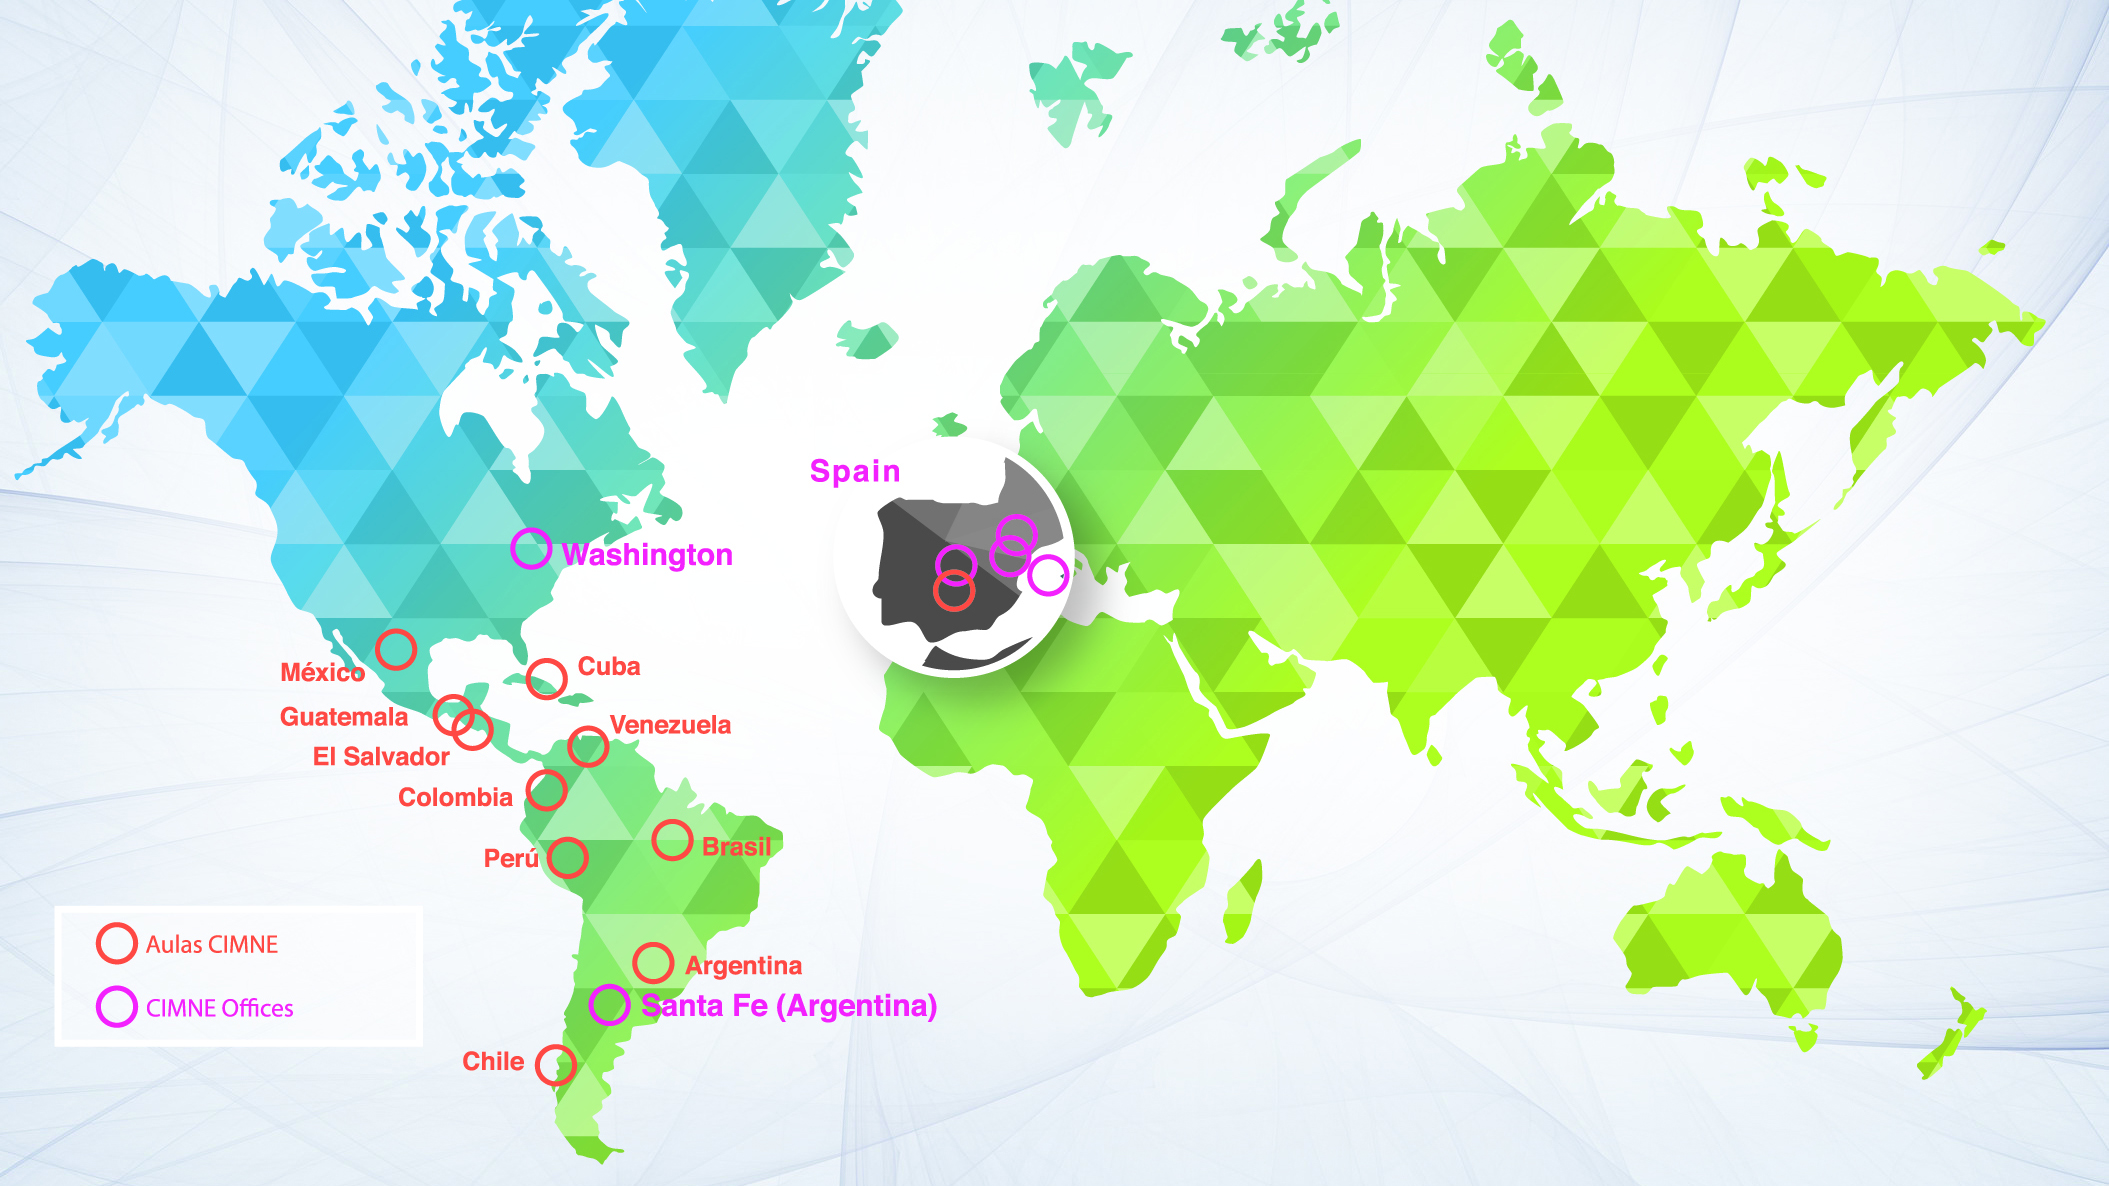 Spain
Washington
México
Cuba
Guatemala
Venezuela
El Salvador
Colombia
Perú
Brasil
Argentina
Santa Fe (Argentina)
Chile
Aulas CIMNE
CIMNE Offices